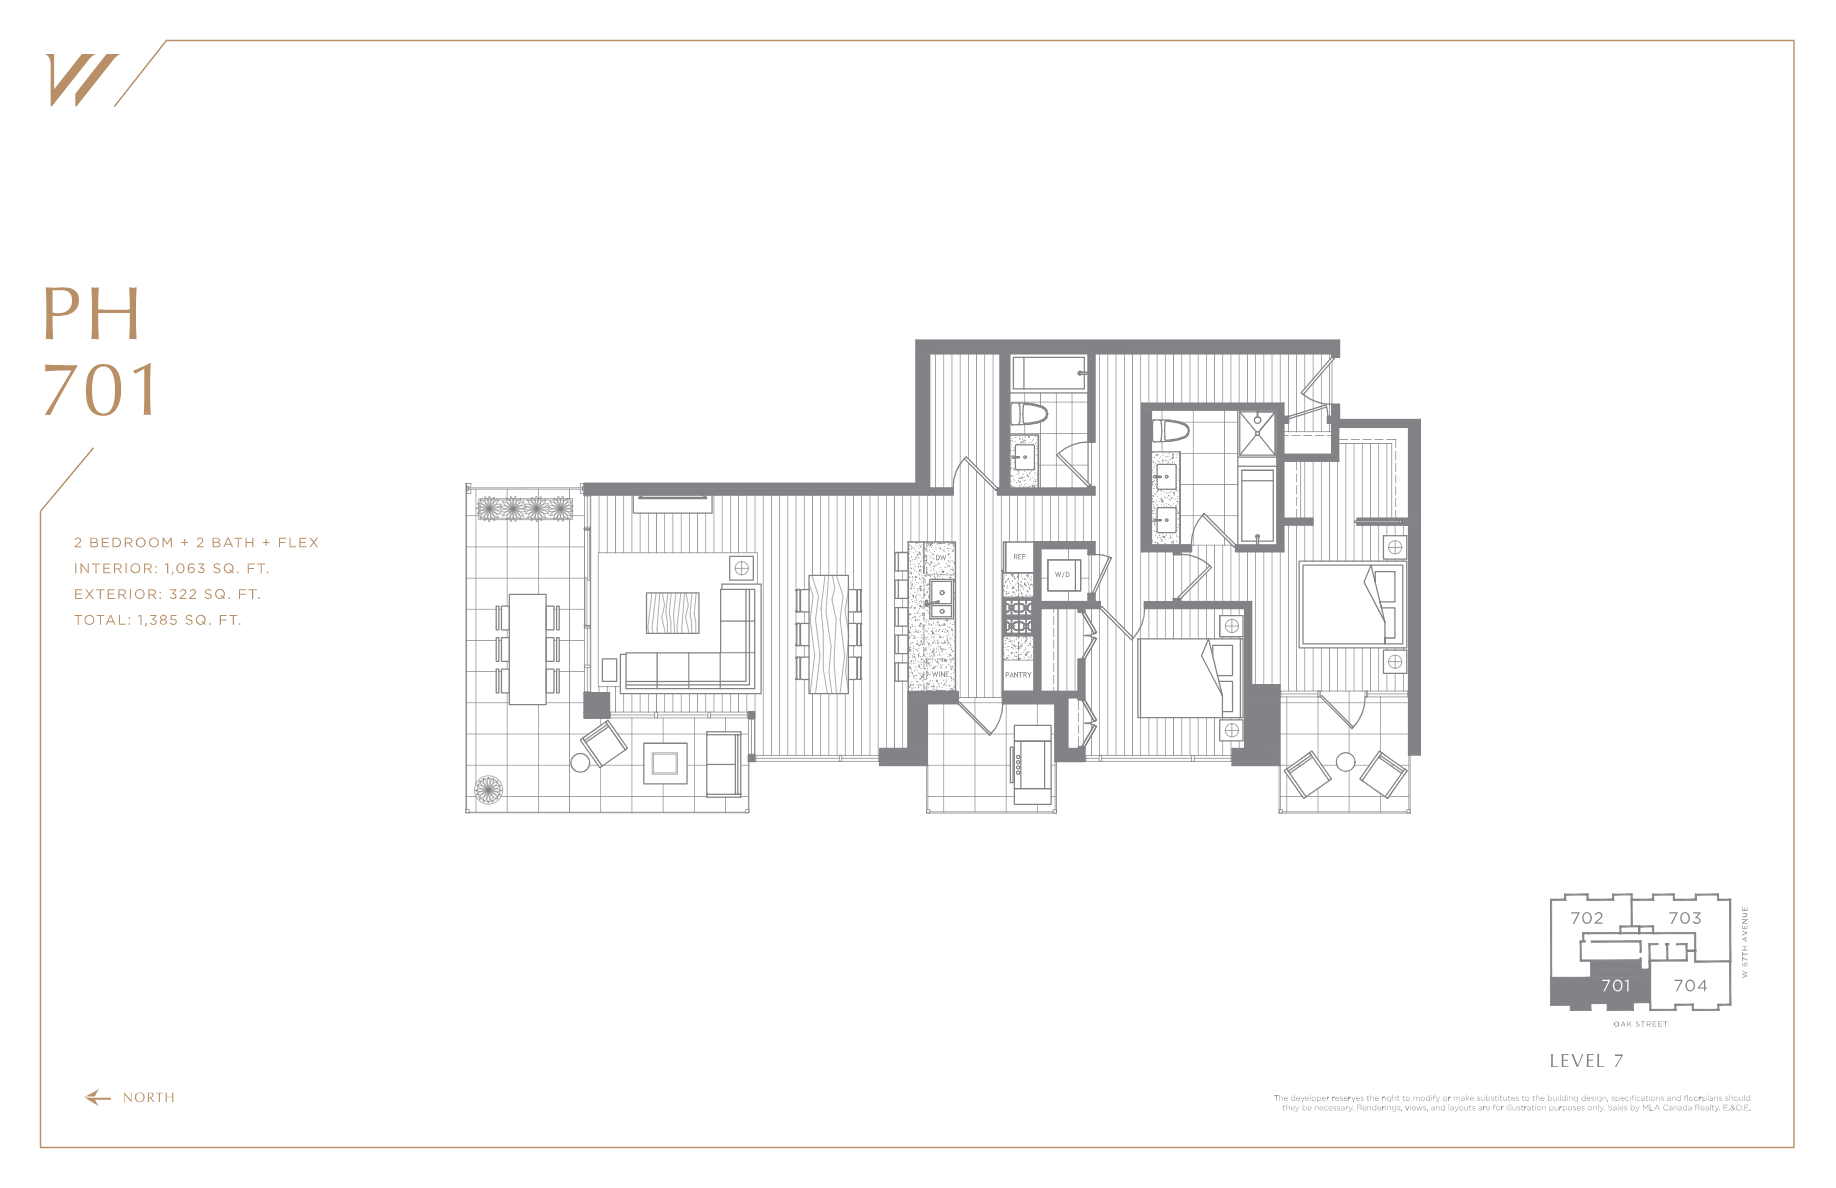 PH
701
2 BEDROOM + 2 BATH + FLEX
INTERIOR: 1,063 SQ. FT.
EXTERIOR: 322 SQ. FT.
TOTAL: 1,385 SQ. FT.
DW
REF
W/D
WINE
PANTRY
702
703
701
704
W 67TH AVENUE
OAK STREET
LEVEL 7
NORTH
The developer reserves the right to modify or make substitutes to the building design, specifications and floorplans should
they be necessary. Renderings, views, and layouts are for illustration purposes only. Sales by MLA Canada Realty. E.&O.E.